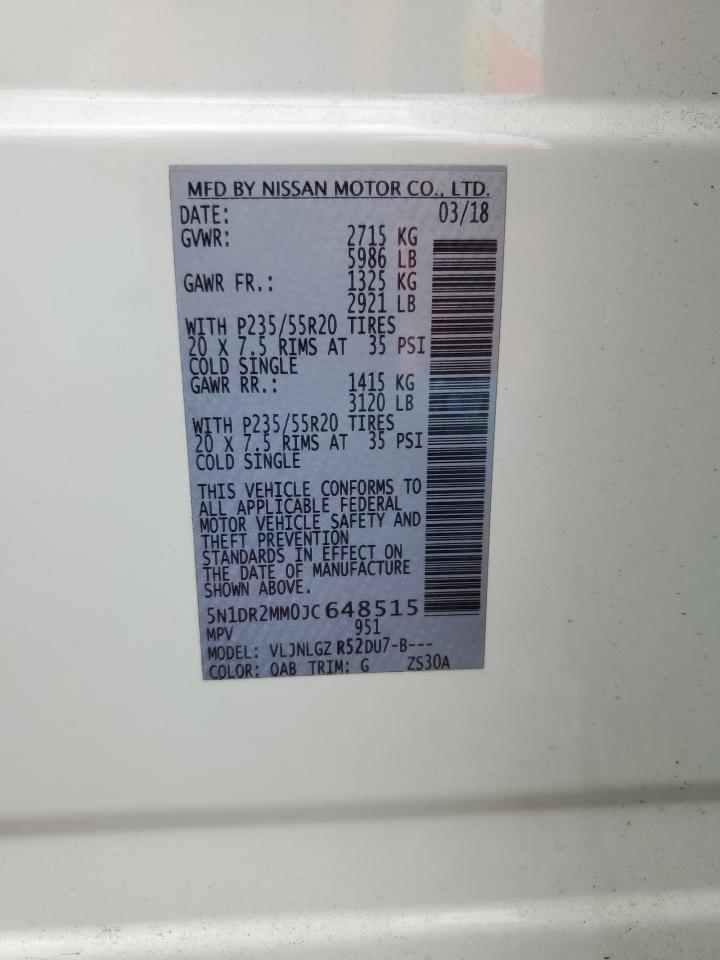 MFD BY NISSAN MOTOR CO., LTD.
DATE: 03/18
GVWR: 2715 KG
5986 LB
GAWR FR.: 1325 KG
2921 LB
WITH P235/55R20 TIRES
20 X 7.5 RIMS AT 35 PSI
COLD SINGLE
GAWR RR.: 1415 KG
3120 LB
WITH P235/55R20 TIRES
20 X 7.5 RIMS AT 35 PSI
COLD SINGLE
THIS VEHICLE CONFORMS TO
ALL APPLICABLE FEDERAL
MOTOR VEHICLE SAFETY AND
THEFT PREVENTION
STANDARDS IN EFFECT ON
THE DATE OF MANUFACTURE
SHOWN ABOVE.
5N1DR2MM0JC648515
MPV 951
MODEL: VLJNLGZ R52DU7-B---
COLOR: QAB TRIM: G ZS30A